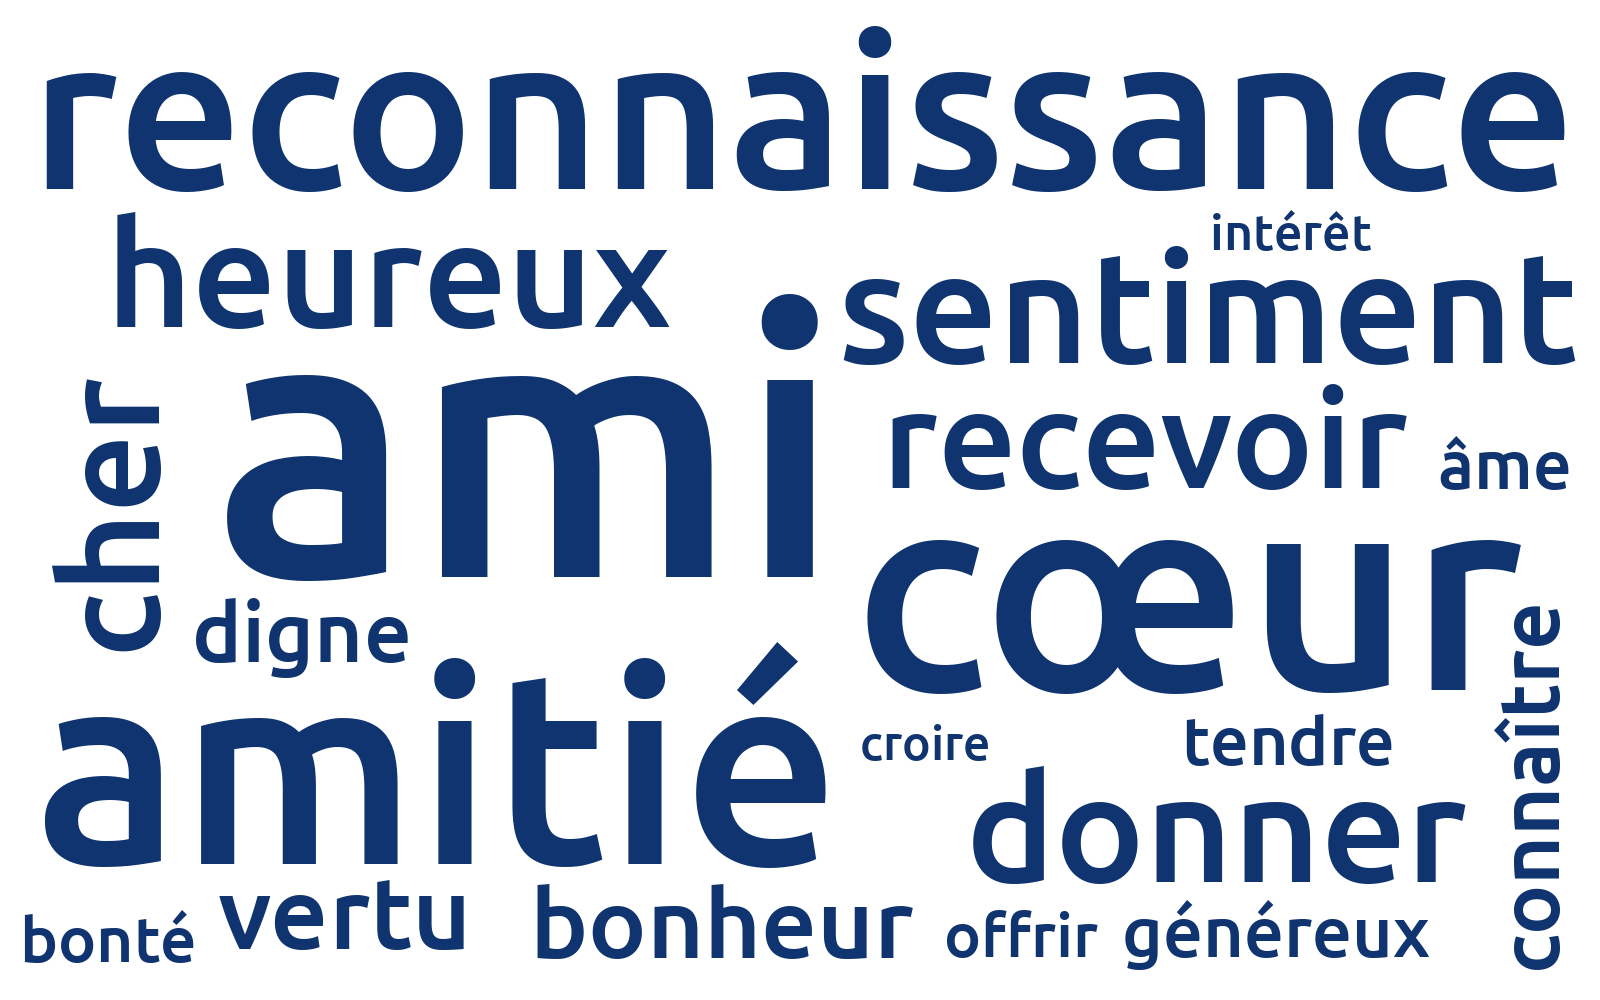 reconnaissance
heureux
intérêt
sentiment
ami
cher
recevoir
âme
cœur
digne
amitié
connaître
croire
tendre
donner
bonté
vertu
bonheur
offrir
généreux